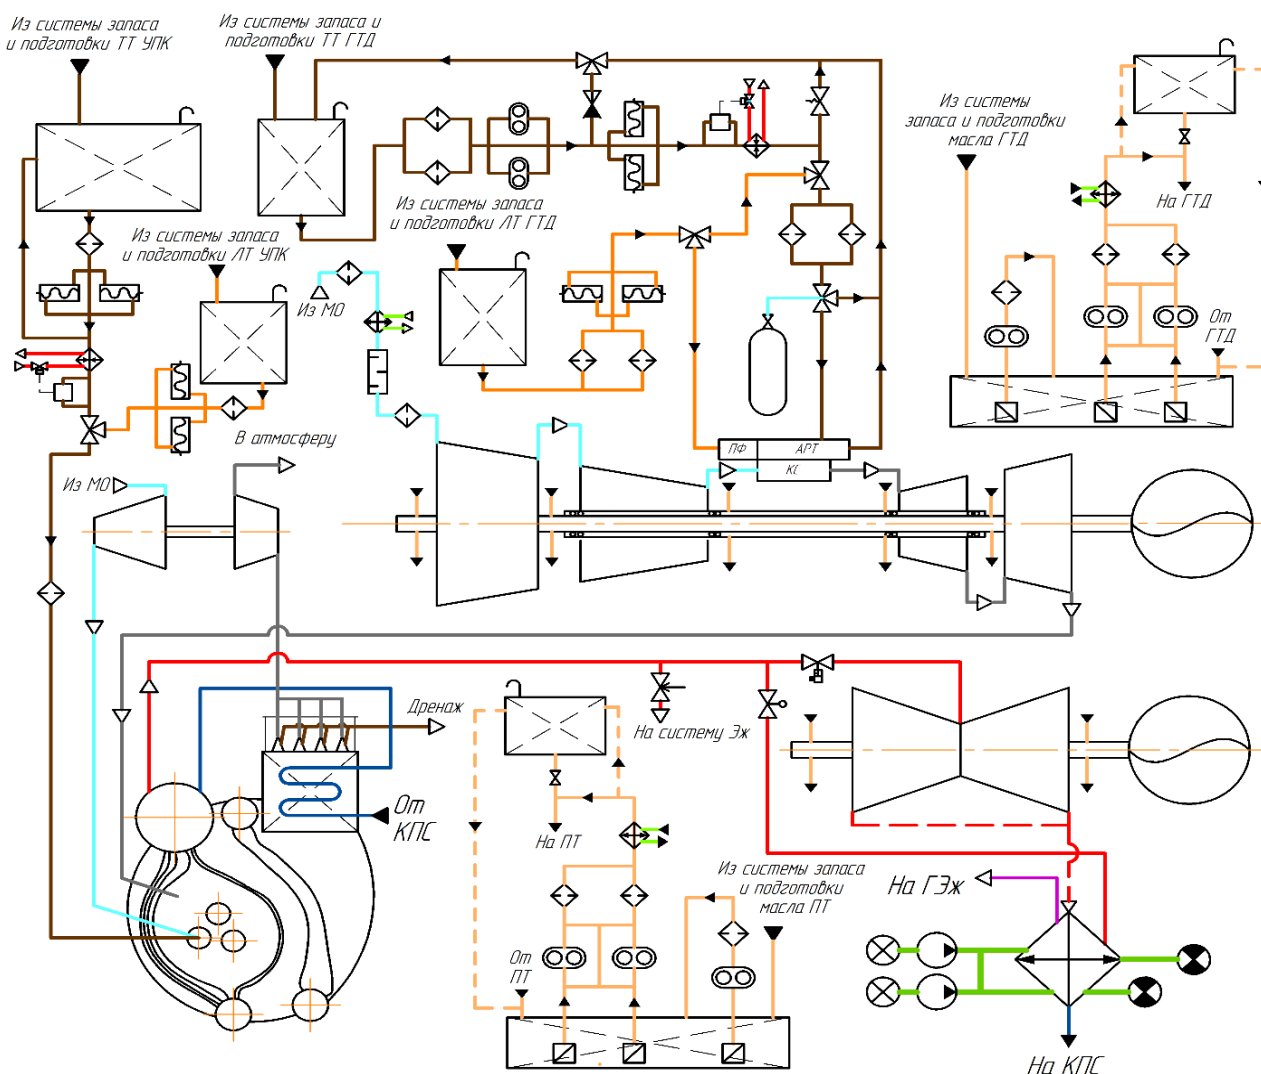 Из системы запаса
и подготовки ТТ УПК
Из системы запаса и
подготовки ТТ ГТД
Из системы
запаса и подготовки
масла ГТД
На ГТД
Из системы запаса
и подготовки ЛТ ГТД
Из системы запаса
и подготовки ЛТ УПК
Из МО
От
ГТД
В атмосферу
ПФ
АРТ
КС
Из МО
Дренаж
На систему Эж
От
КПС
На ПТ
Из системы запаса
и подготовки
масла ПТ
На ГЭж
От
ПТ
На КПС